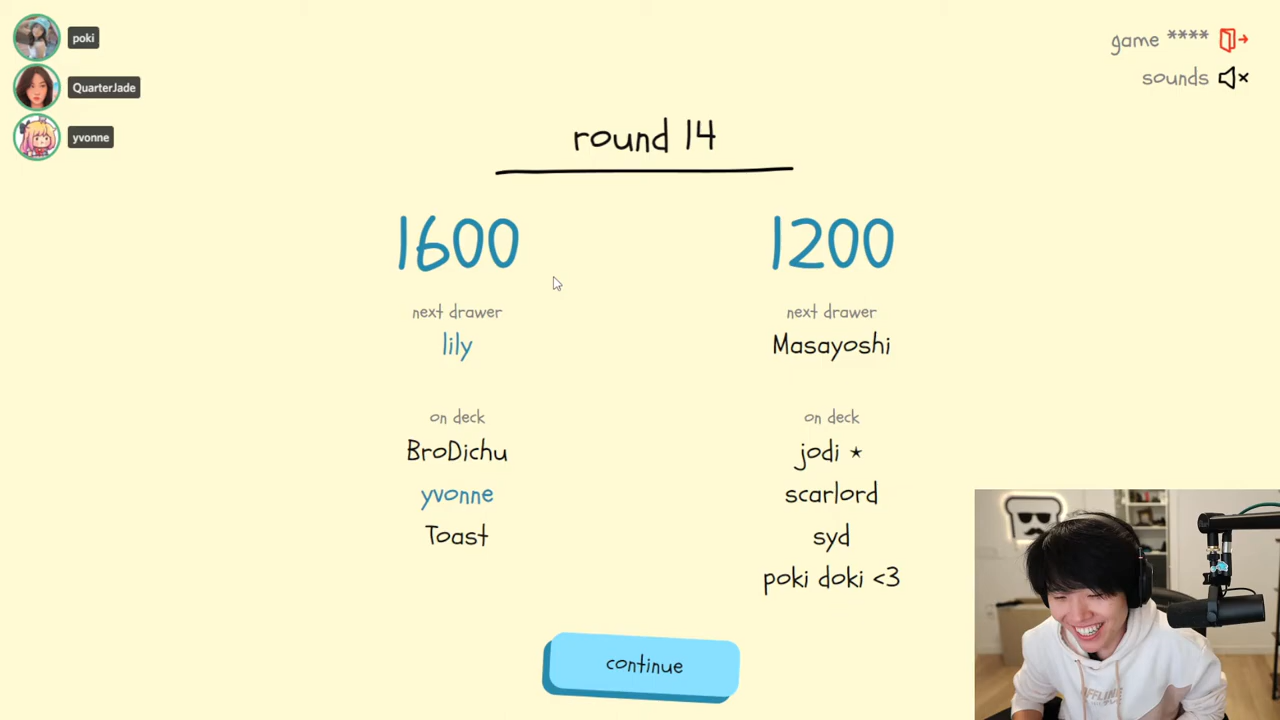 poki
QuarterJade
yvonne
game ****
sounds
round 14
1600
next drawer
lily
on deck
BroDichu
yvonne
Toast
1200
next drawer
Masayoshi
on deck
jodi ★
scarlord
syd
poki doki <3
continue
OFFLINE